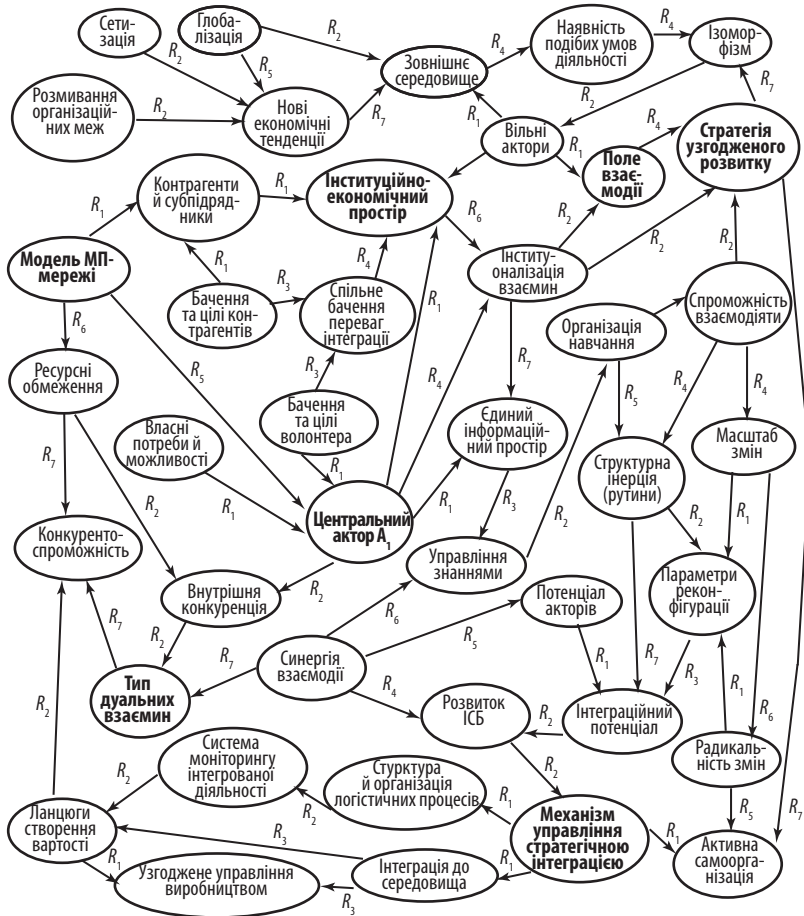 Сети-
зація
Глоба-
лізація
R2
R2
R5
Зовнішнє
середовище
R4
Наявність
подібих умов
діяльності
R4
Ізоморфізм
Розмивання
організацій-
них меж
R2
Нові
економічні
тенденції
R7
R2
R7
R1
Вільні
актори
R1
R4
Поле
взає-
модії
Стратегія
узгодженого
розвитку
Контрагенти
й субпідряд-
ники
R1
Інституційно-
економічний
простір
R1
R6
R2
R2
R2
Модель МП-
мережі
R1
R3
R4
Інститу-
оналізація
взаємин
R1
Бачення
та цілі кон-
трагентів
Спільне
бачення
переваг
інтеграції
Організація
навчання
Спроможність
взаємодіяти
R6
R5
R3
R4
R7
R5
R4
R4
Ресурсні
обмеження
Власні
потреби й
можливості
Бачення
та цілі
волонтера
Єдиний
інформацій-
ний простір
Структурна
інерція
(рутини)
Масштаб
змін
R7
R2
R1
R1
R1
R3
R2
R2
R1
Центральний
актор А1
Конкуренто-
спроможність
Внутрішня
конкуренція
R2
Управління
знаннями
Потенціал
акторів
Параметри
рекон-
фігурації
R7
R2
R6
R5
R1
R7
R3
R1
R6
R7
Синергія
взаємодії
R7
R4
R2
Тип
дуальних
взаємин
Розвиток
ІСБ
R2
Інтеграційний
потенціал
Радикаль-
ність змін
Система
моніторингу
інтегрованої
діяльності
R2
R2
Стурктура
й організація
логістичних процесів
R1
R2
R5
Ланцюги
створення
вартості
R3
Механізм
управління
стратегічною
інтеграцією
R1
Активна
самоорга-
нізація
R1
Узгоджене управління
виробництвом
R3
Інтеграція до
середовища
R1